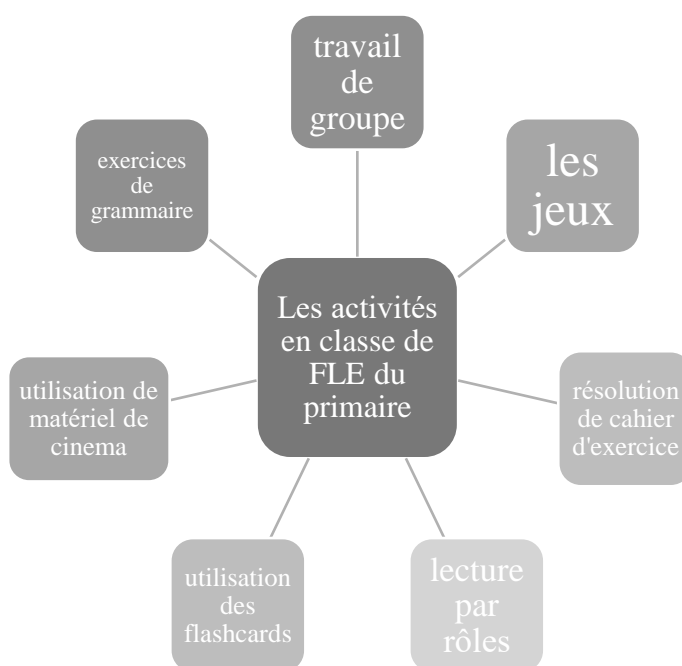 travail
de
groupe
les
jeux
résolution
de cahier
d'exercice
lecture
par
rôles
utilisation
des
flashcards
utilisation de
matériel de
cinema
exercices
de
grammaire
Les activités
en classe de
FLE du
primaire